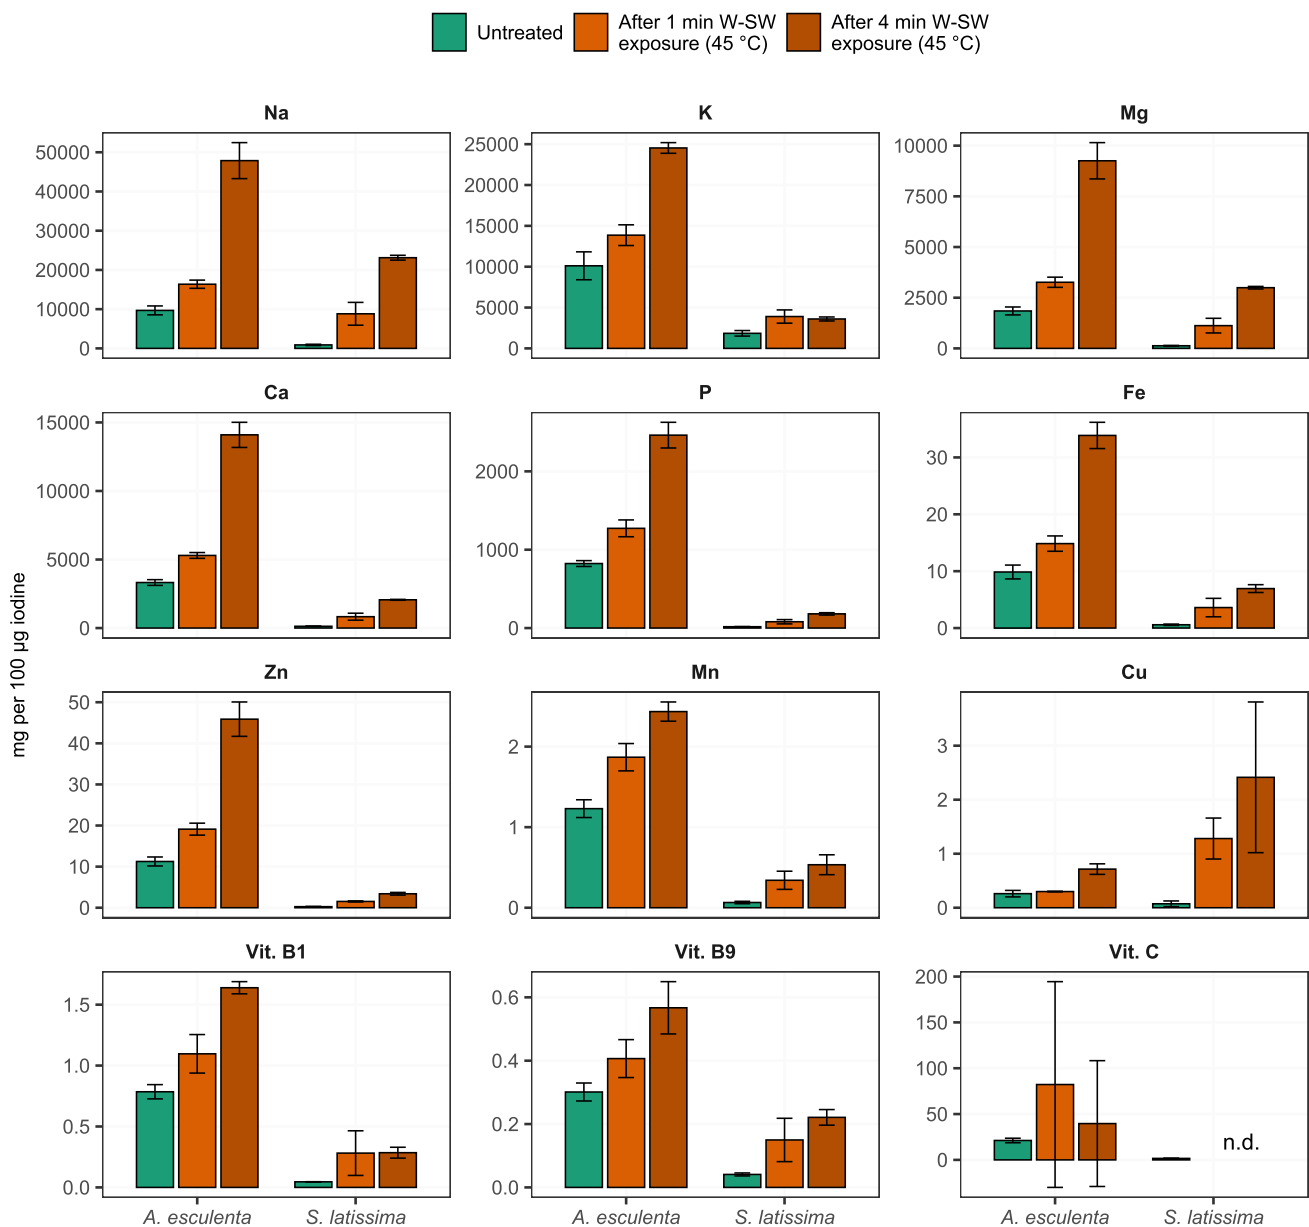 Untreated
After 1 min W-SW
exposure (45 °C)
After 4 min W-SW
exposure (45 °C)
mg per 100 µg iodine
Na
50000
40000
30000
20000
10000
0
K
25000
20000
15000
10000
5000
0
Mg
10000
7500
5000
2500
0
Ca
15000
10000
5000
0
P
2000
1000
0
Fe
30
20
10
0
Zn
50
40
30
20
10
0
Mn
2
1
0
Cu
3
2
1
0
Vit. B1
1.5
1.0
0.5
0.0
A. esculenta
S. latissima
Vit. B9
0.6
0.4
0.2
0.0
A. esculenta
S. latissima
Vit. C
200
150
100
50
0
n.d.
A. esculenta
S. latissima